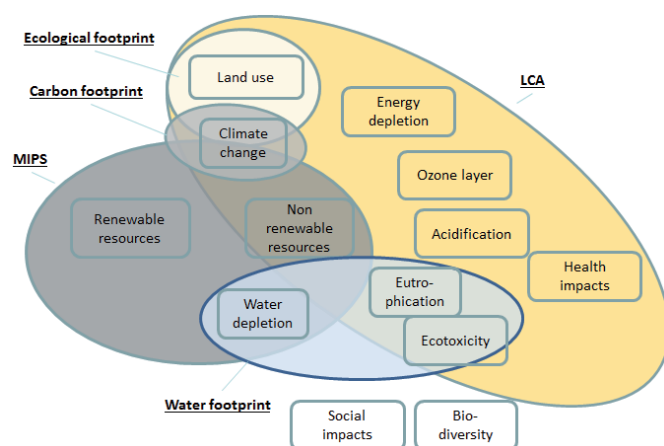 Ecological footprint
Land use
LCA
Carbon footprint
Energy
depletion
Climate
change
MIPS
Ozone layer
Renewable
resources
Non
renewable
resources
Acidification
Health
impacts
Eutro-
phication
Water
depletion
Ecotoxicity
Water footprint
Social
impacts
Bio-
diversity